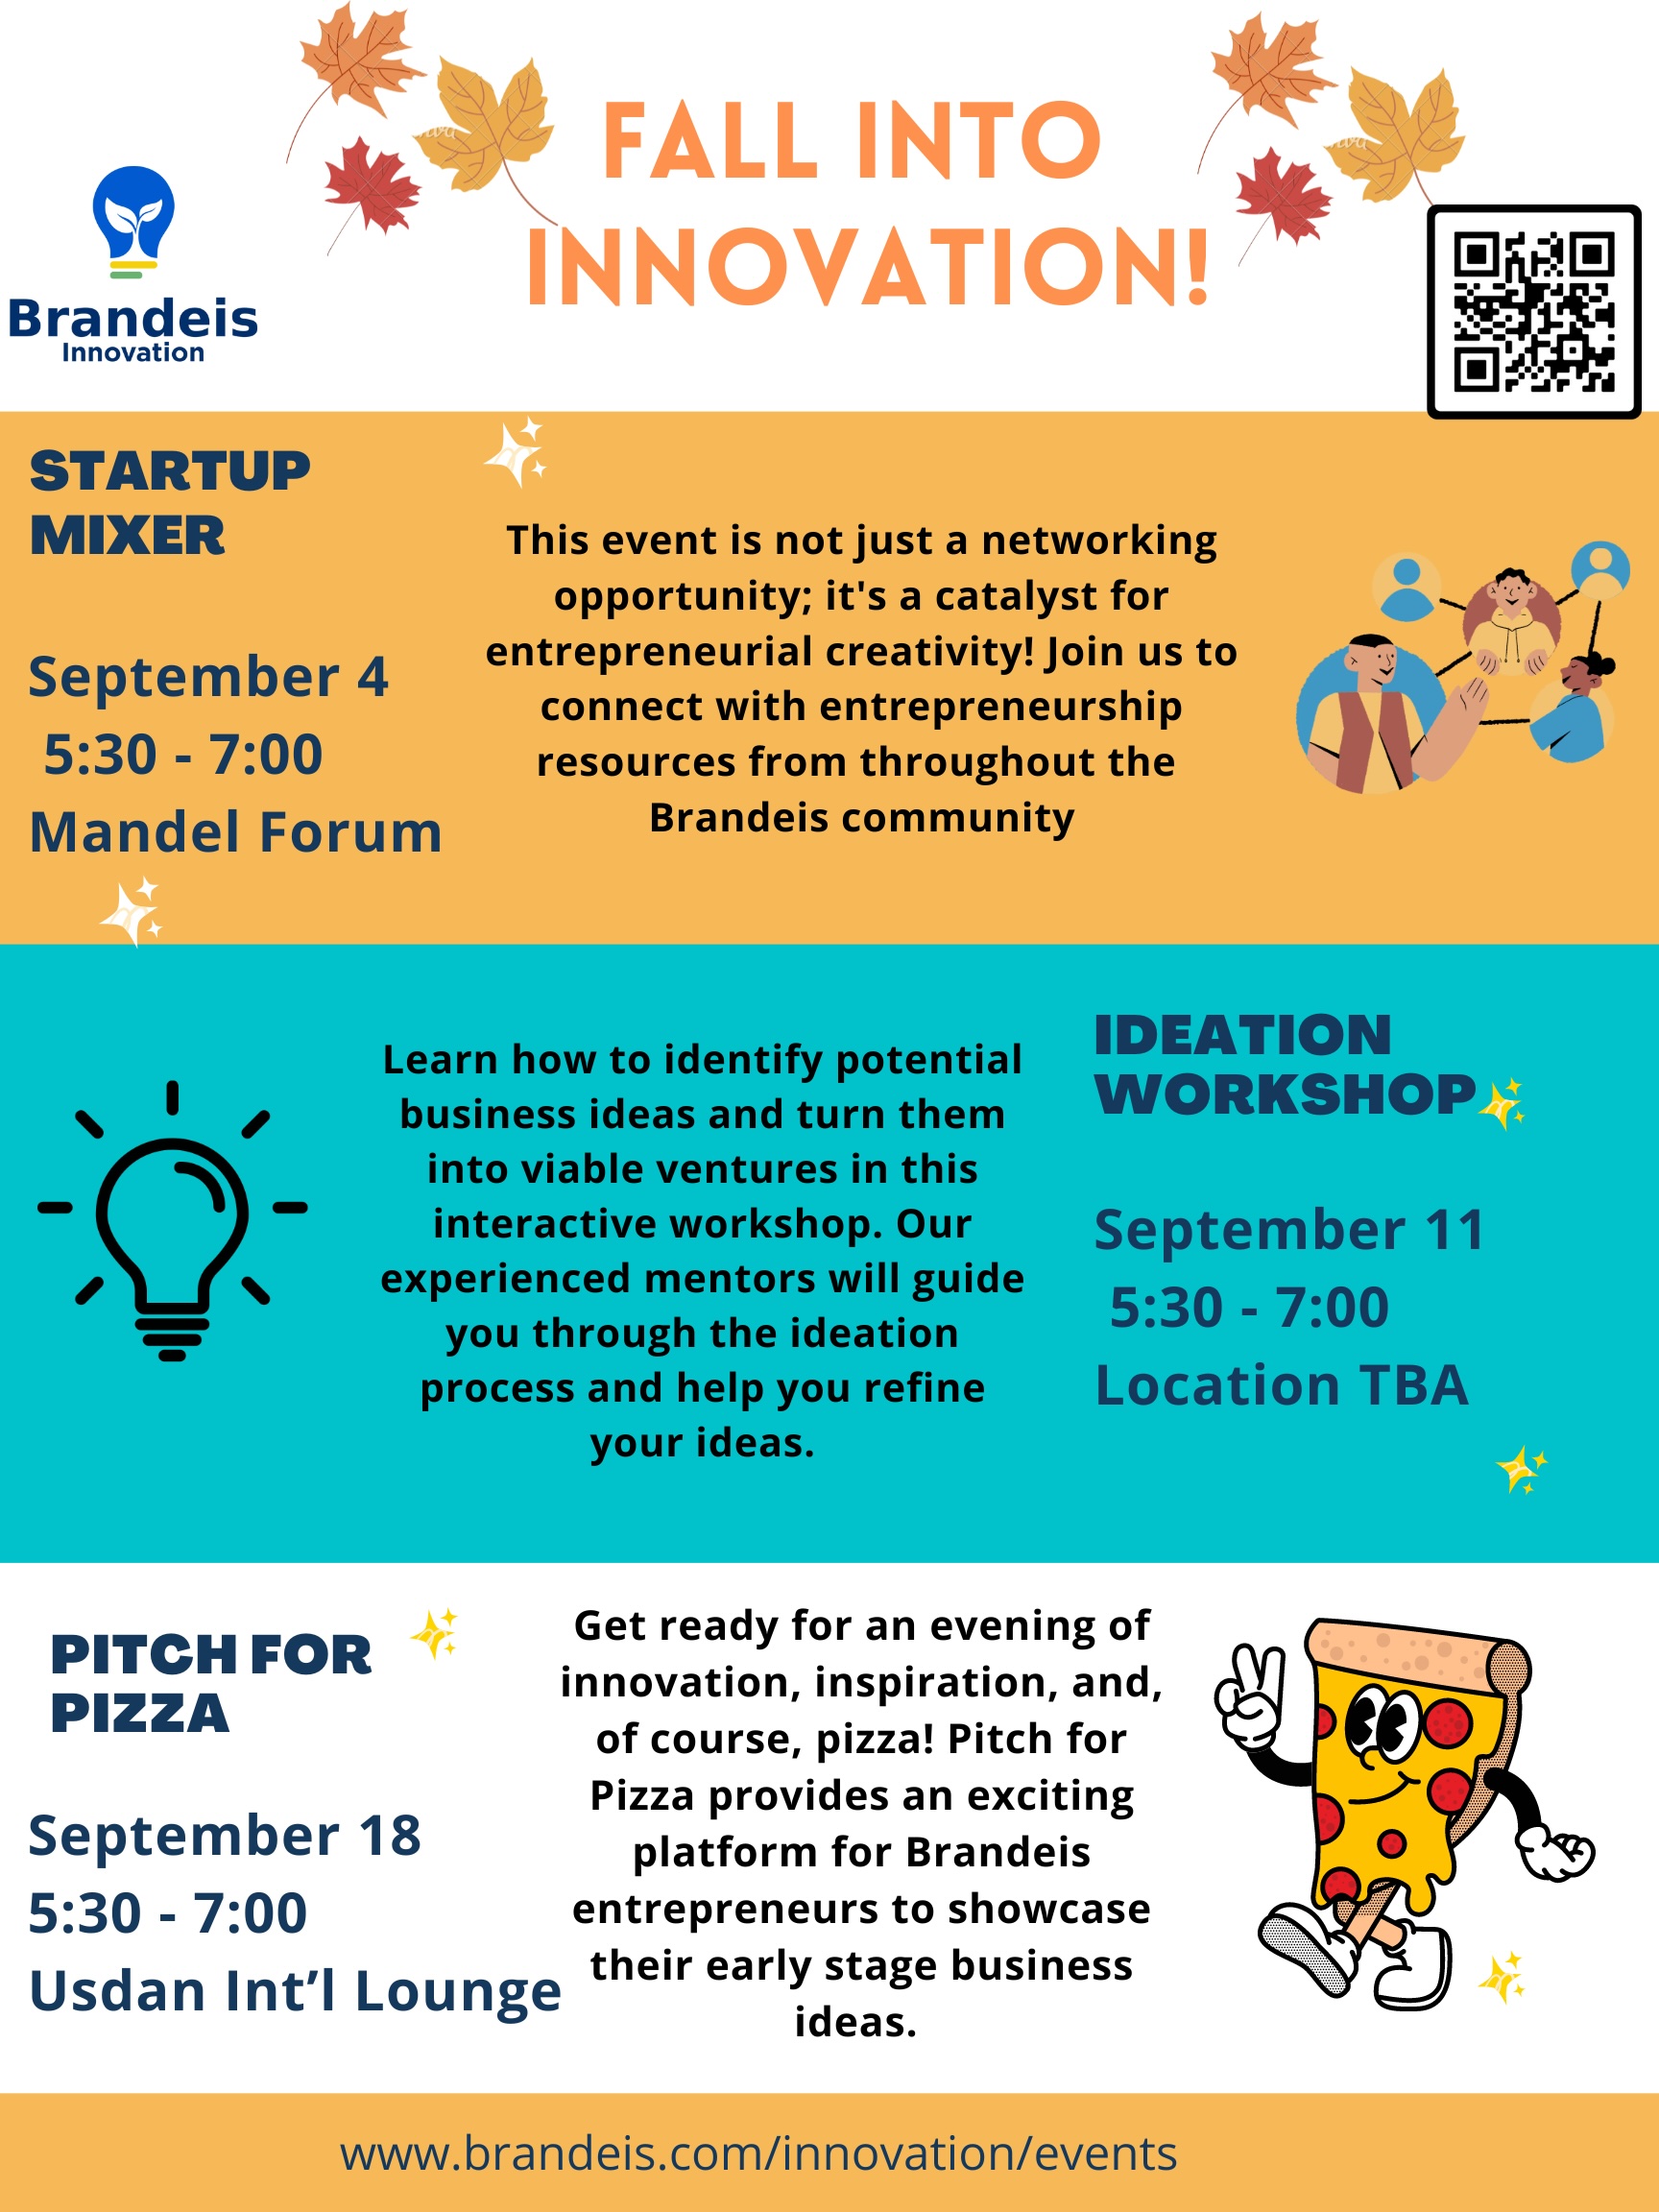 FALL INTO
INNOVATION!
Brandeis
Innovation
STARTUP
MIXER
September 4
5:30 - 7:00
Mandel Forum
This event is not just a networking
opportunity; it's a catalyst for
entrepreneurial creativity! Join us to
connect with entrepreneurship
resources from throughout the
Brandeis community
Learn how to identify potential
business ideas and turn them
into viable ventures in this
interactive workshop. Our
experienced mentors will guide
you through the ideation
process and help you refine
your ideas.
IDEATION
WORKSHOP
September 11
5:30 - 7:00
Location TBA
PITCH FOR
PIZZA
September 18
5:30 - 7:00
Usdan Int’l Lounge
Get ready for an evening of
innovation, inspiration, and,
of course, pizza! Pitch for
Pizza provides an exciting
platform for Brandeis
entrepreneurs to showcase
their early stage business
ideas.
www.brandeis.com/innovation/events